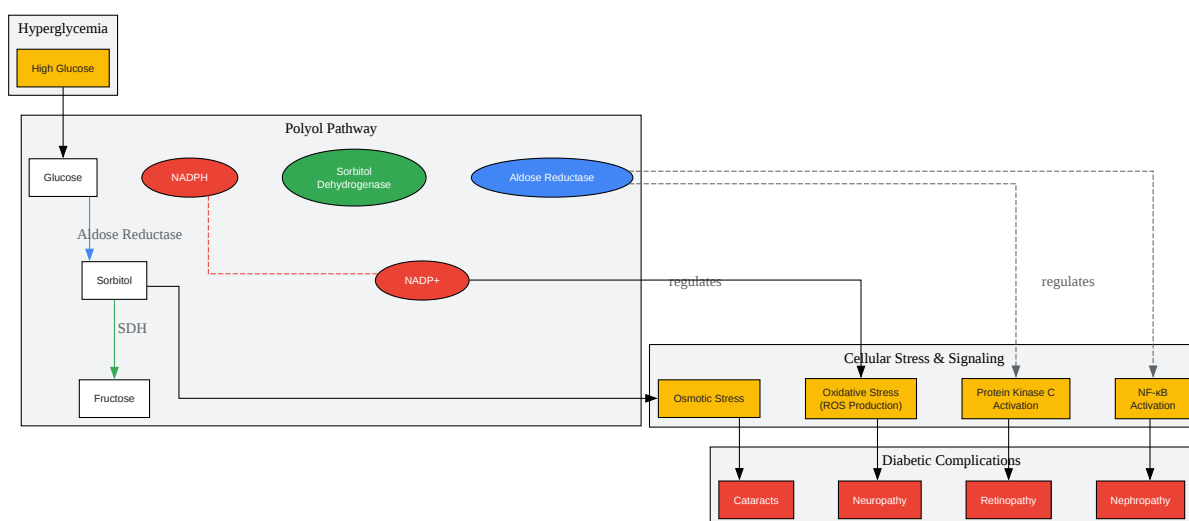 Hyperglycemia
High Glucose
Polyol Pathway
Glucose
NADPH
Sorbitol
Dehydrogenase
Aldose Reductase
Aldose Reductase
Sorbitol
NADP+
regulates
regulates
SDH
Cellular Stress & Signaling
Fructose
Osmotic Stress
Oxidative Stress
(ROS Production)
Protein Kinase C
Activation
NF-κB
Activation
Diabetic Complications
Cataracts
Neuropathy
Retinopathy
Nephropathy